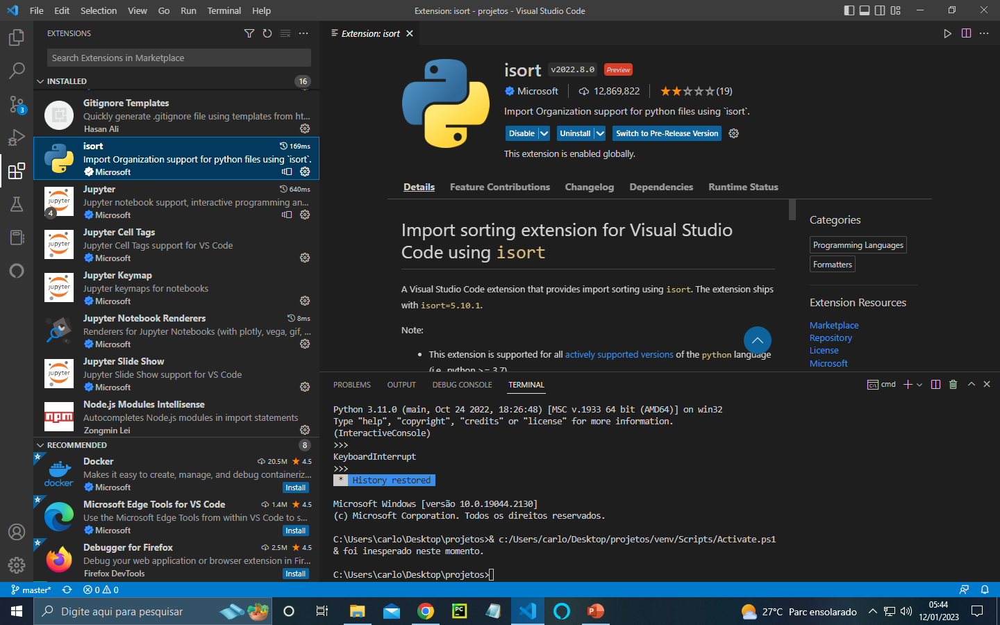 File Edit Selection View Go Run Terminal Help
Extension: isort - projetos - Visual Studio Code
EXTENSIONS
Search Extensions in Marketplace
INSTALLED 16
Gitignore Templates
Quickly generate .gitignore file using templates from ht...
Hasan Ali
isort 169ms
Import Organization support for python files using `isort`.
Microsoft
Jupyter 640ms
Jupyter notebook support, interactive programming an...
Microsoft
4
Jupyter Cell Tags
Jupyter Cell Tags support for VS Code
Microsoft
Jupyter Keymap
Jupyter keymaps for notebooks
Microsoft
Jupyter Notebook Renderers 8ms
Renderers for Jupyter Notebooks (with plotly, vega, gif, ...
Microsoft
Jupyter Slide Show
Jupyter Slide Show support for VS Code
Microsoft
Node.js Modules Intellisense
Autocompletes Node.js modules in import statements
Zongmin Lei
npm
RECOMMENDED 8
Docker 20.5M 4.5
Makes it easy to create, manage, and debug containeriz...
Microsoft Install
docker
Microsoft Edge Tools for VS Code 1.4M 4.5
Use the Microsoft Edge Tools from within VS Code to s...
Microsoft Install
Debugger for Firefox 2.5M 4.5
Debug your web application or browser extension in Fir...
Firefox DevTools Install
3
jupyter
jupyter
jupyter
jupyter
Extension: isort
isort v2022.8.0 Preview
Microsoft 12,869,822 (19)
Import Organization support for python files using `isort`.
Disable Uninstall Switch to Pre-Release Version
This extension is enabled globally.
Details Feature Contributions Changelog Dependencies Runtime Status
Import sorting extension for Visual Studio
Code using isort
A Visual Studio Code extension that provides import sorting using isort. The extension ships
with isort=5.10.1.
Note:
• This extension is supported for all actively supported versions of the python language
(i.e., python >= 3.7).
Categories
Programming Languages
Formatters
Extension Resources
Marketplace
Repository
License
Microsoft
PROBLEMS OUTPUT DEBUG CONSOLE TERMINAL
cmd
Python 3.11.0 (main, Oct 24 2022, 18:26:48) [MSC v.1933 64 bit (AMD64)] on win32
Type "help", "copyright", "credits" or "license" for more information.
(InteractiveConsole)
>>>
KeyboardInterrupt
>>>
* History restored
Microsoft Windows [versão 10.0.19044.2130]
(c) Microsoft Corporation. Todos os direitos reservados.
C:\Users\carlo\Desktop\projetos>& c:/Users/carlo/Desktop/projetos/venv/Scripts/Activate.ps1
& foi inesperado neste momento.
C:\Users\carlo\Desktop\projetos>
master* 0 0
Digite aqui para pesquisar
PC
27°C Parc ensolarado
05:44
12/01/2023